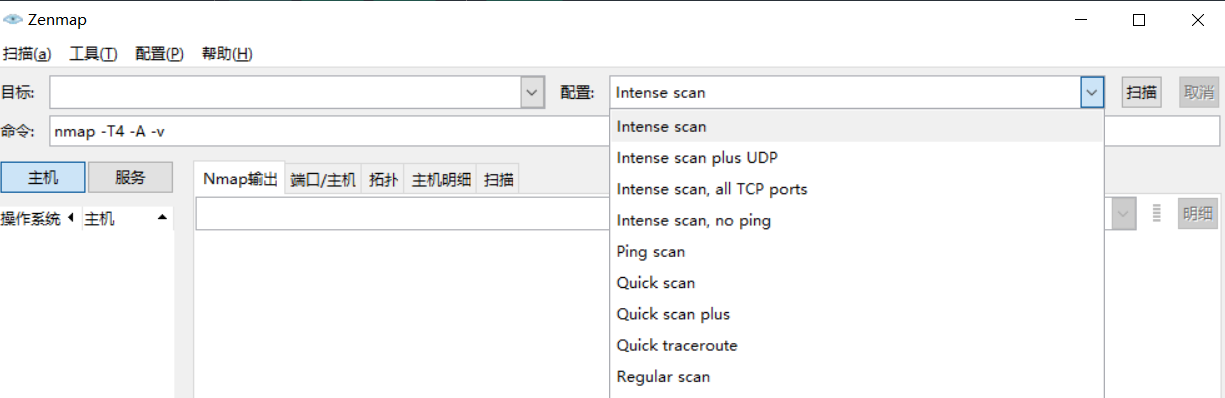 Zenmap
扫描(a) 工具(T) 配置(P) 帮助(H)
目标: 配置: Intense scan 扫描 取消
命令: nmap -T4 -A -v
主机 服务 Nmap输出 端口/主机 拓扑 主机明细 扫描
操作系统 主机 明细
Intense scan
Intense scan plus UDP
Intense scan, all TCP ports
Intense scan, no ping
Ping scan
Quick scan
Quick scan plus
Quick traceroute
Regular scan